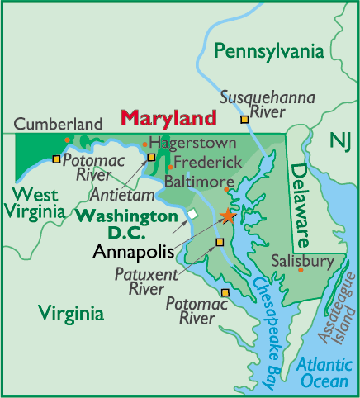 Pennsylvania
Susquehanna
River
Maryland
Cumberland
Hagerstown
NJ
Potomac
River
Frederick
Antietam
Baltimore
Delaware
West
Virginia
Washington
D.C.
Annapolis
Salisbury
Patuxent
River
Potomac
River
Virginia
Chesapeake Bay
Assateague
Island
Atlantic
Ocean